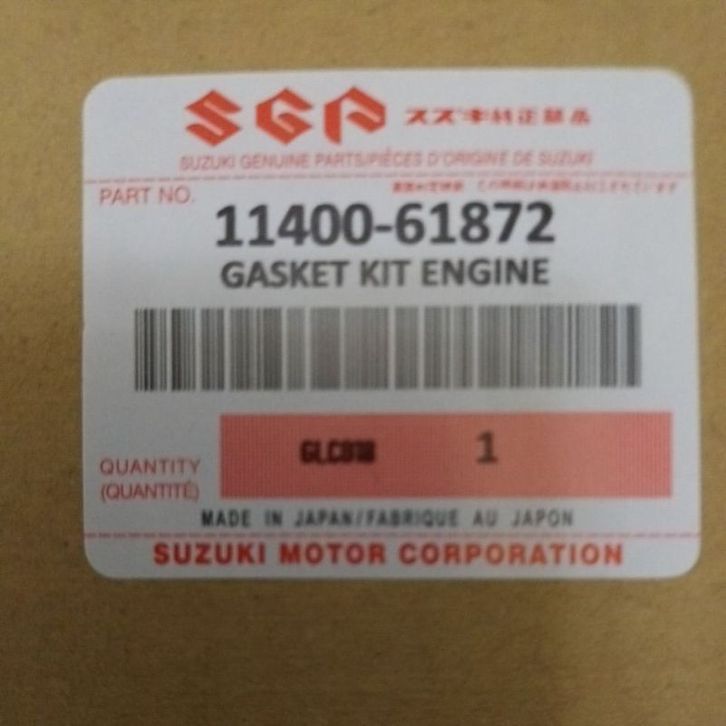 SGP スズキ純正部品
SUZUKI GENUINE PARTS/PIÈCES D'ORIGINE DE SUZUKI
PART NO.
11400-61872
GASKET KIT ENGINE
QUANTITY
(QUANTITÉ)
GLC918 1
MADE IN JAPAN/FABRIQUE AU JAPON
SUZUKI MOTOR CORPORATION